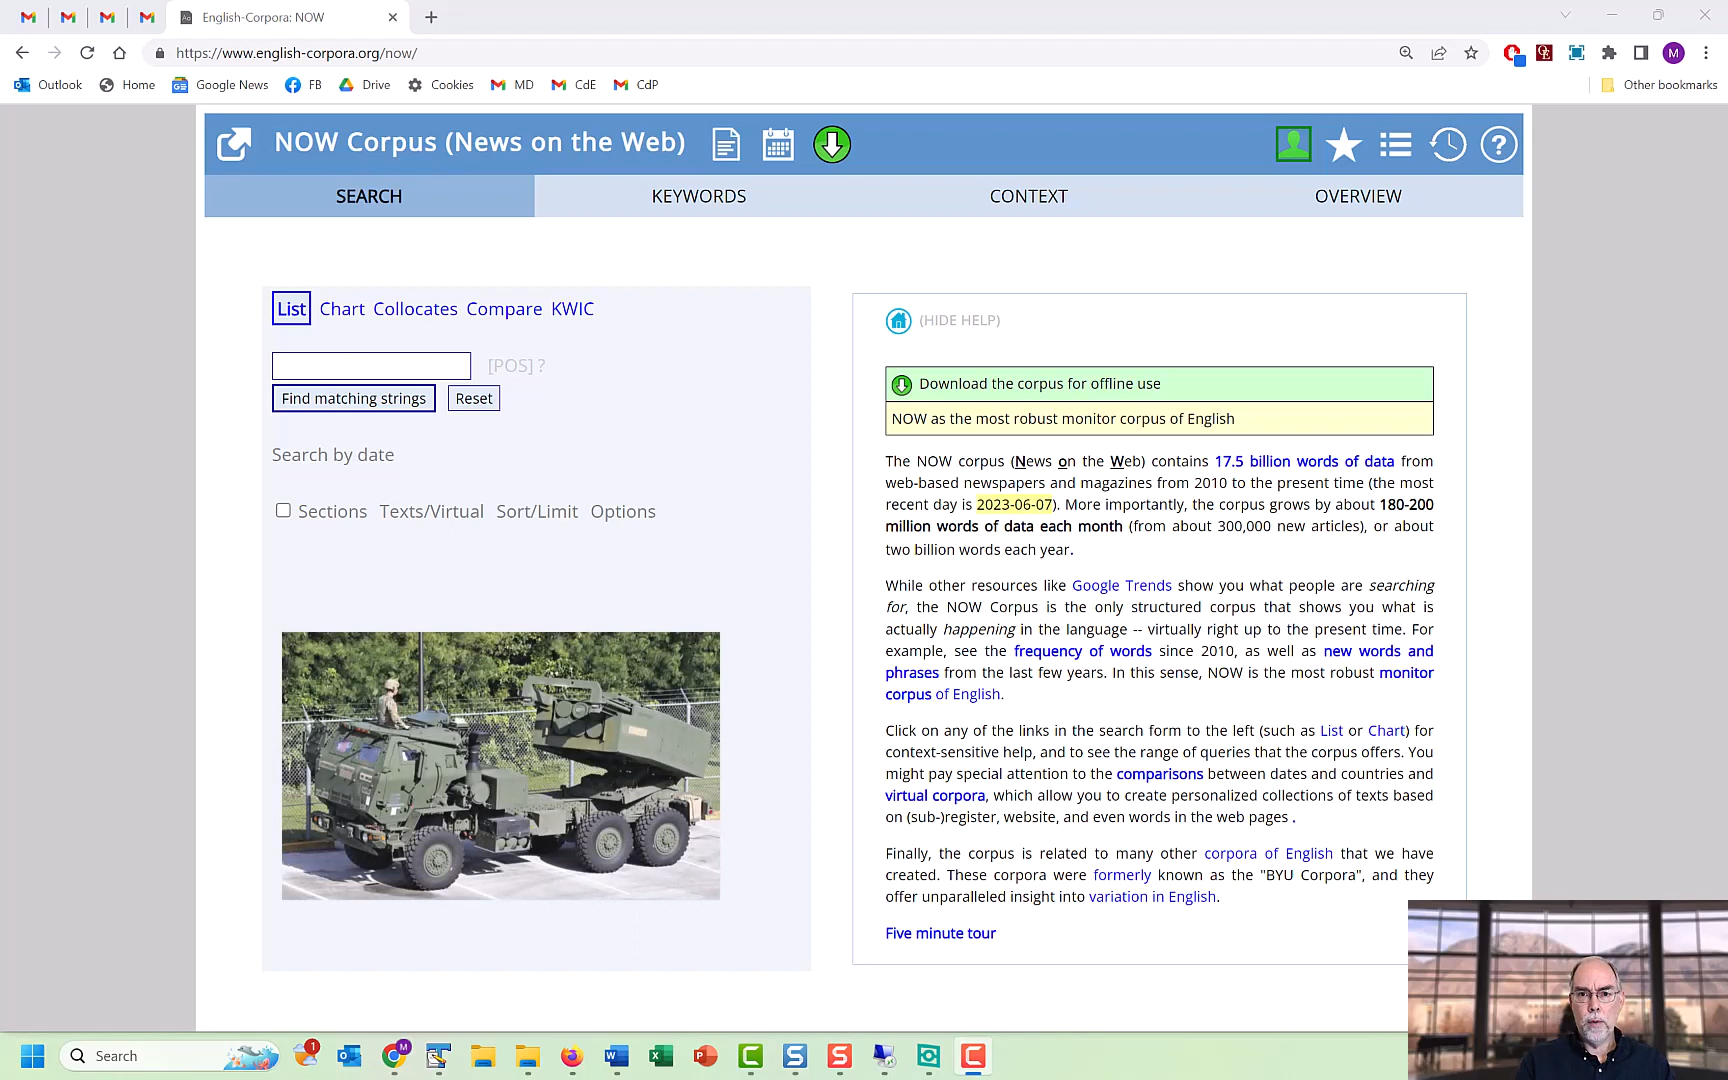 English-Corpora: NOW
https://www.english-corpora.org/now/
M
Outlook Home Google News FB Drive Cookies MD CdE CdP Other bookmarks
NOW Corpus (News on the Web)
SEARCH KEYWORDS CONTEXT OVERVIEW
List Chart Collocates Compare KWIC
[POS] ?
Find matching strings Reset
Search by date
Sections Texts/Virtual Sort/Limit Options
(HIDE HELP)
Download the corpus for offline use
NOW as the most robust monitor corpus of English
The NOW corpus (News on the Web) contains 17.5 billion words of data from
web-based newspapers and magazines from 2010 to the present time (the most
recent day is 2023-06-07). More importantly, the corpus grows by about 180-200
million words of data each month (from about 300,000 new articles), or about
two billion words each year.
While other resources like Google Trends show you what people are searching
for, the NOW Corpus is the only structured corpus that shows you what is
actually happening in the language -- virtually right up to the present time. For
example, see the frequency of words since 2010, as well as new words and
phrases from the last few years. In this sense, NOW is the most robust monitor
corpus of English.
Click on any of the links in the search form to the left (such as List or Chart) for
context-sensitive help, and to see the range of queries that the corpus offers. You
might pay special attention to the comparisons between dates and countries and
virtual corpora, which allow you to create personalized collections of texts based
on (sub-)register, website, and even words in the web pages .
Finally, the corpus is related to many other corpora of English that we have
created. These corpora were formerly known as the "BYU Corpora", and they
offer unparalleled insight into variation in English.
Five minute tour
Search
1
M